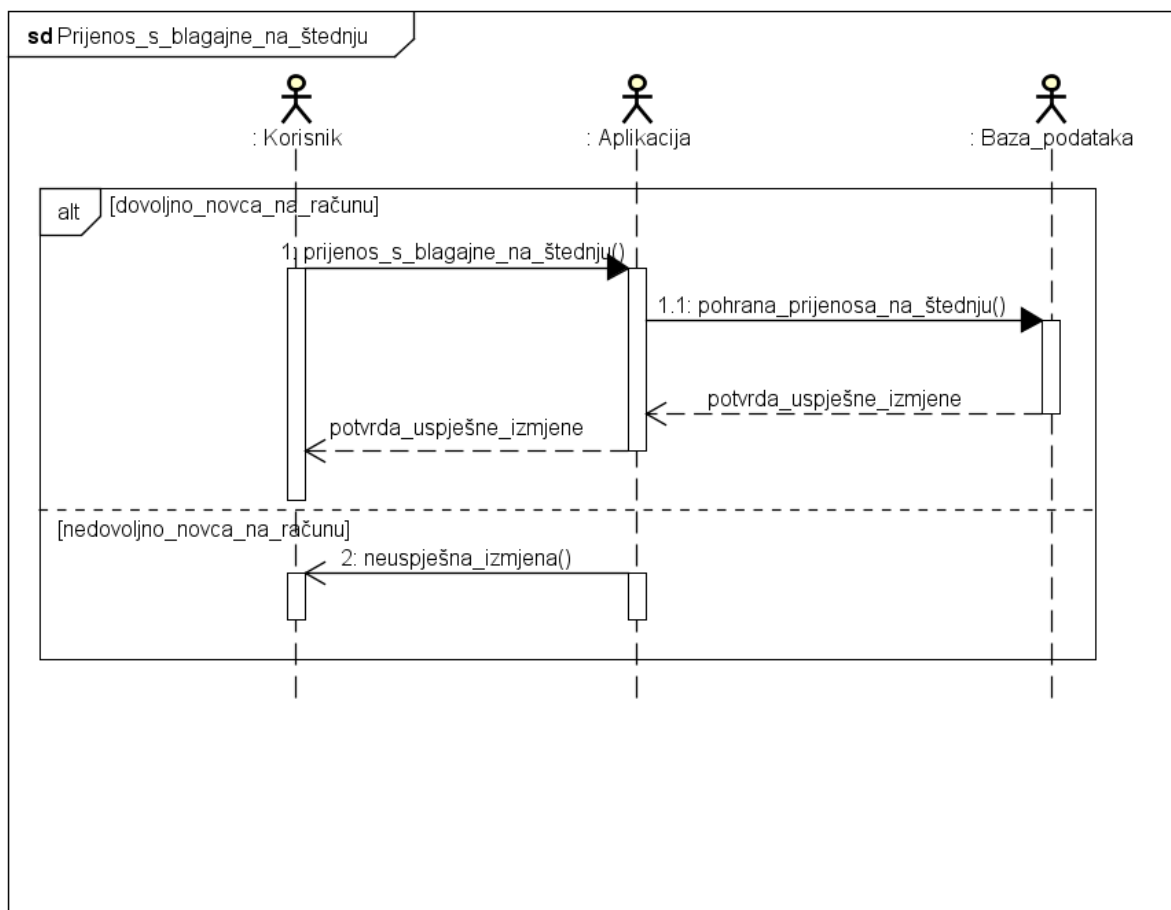 sd Prijenos_s_blagajne_na_štednju
: Korisnik
: Aplikacija
: Baza_podataka
alt
[dovoljno_novca_na_računu]
1: prijenos_s_blagajne_na_štednju()
1.1: pohrana_prijenosa_na_štednju()
potvrda_uspješne_izmjene
potvrda_uspješne_izmjene
[nedovoljno_novca_na_računu]
2: neuspješna_izmjena()